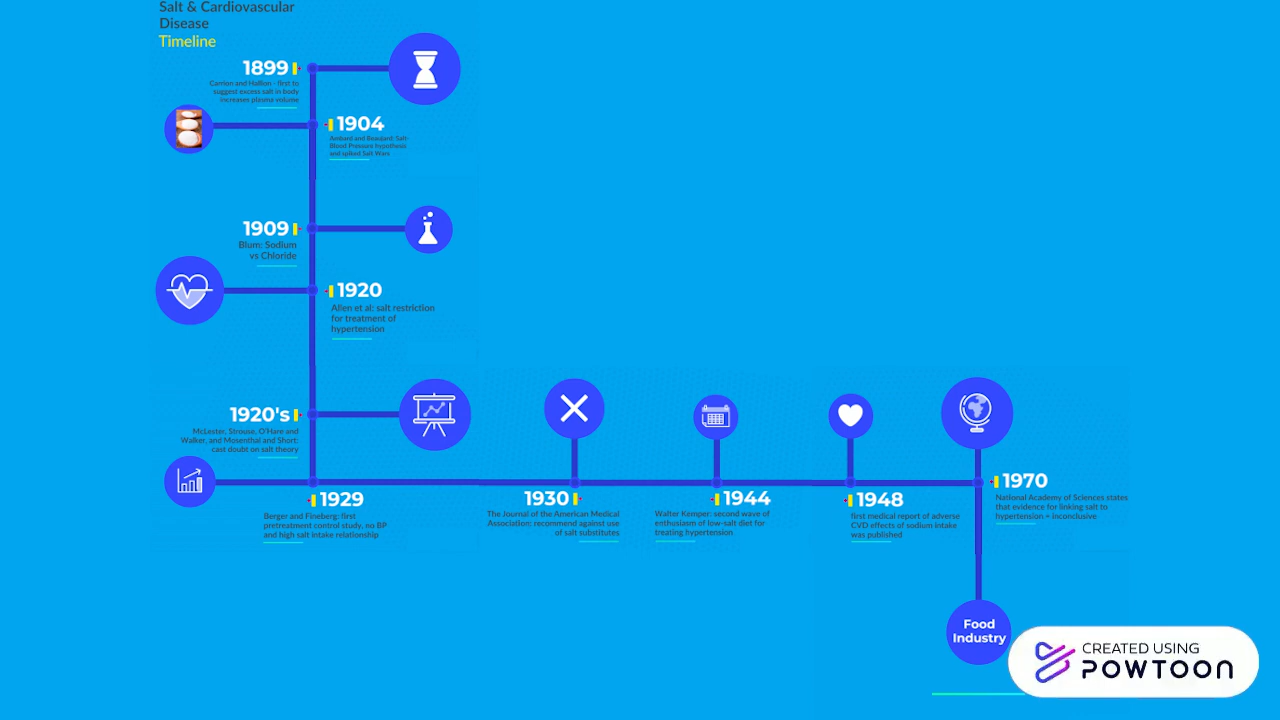 Salt & Cardiovascular
Disease
Timeline
1899
Carrion and Hallion - first to
suggest excess salt in body
increases plasma volume
1904
Ambard and Beaujard: Salt-
Blood Pressure hypothesis
and spiked Salt Wars
1909
Blum: Sodium
vs Chloride
1920
Allen et al: salt restriction
for treatment of
hypertension
1920's
McLester, Strouse, O'Hare and
Walker, and Mosenthal and Short:
cast doubt on salt theory
1929
Berger and Fineberg: first
pretreatment control study, no BP
and high salt intake relationship
1930
The Journal of the American Medical
Association: recommend against use
of salt substitutes
1944
Walter Kemper: second wave of
enthusiasm of low-salt diet for
treating hypertension
1948
first medical report of adverse
CVD effects of sodium intake
was published
1970
National Academy of Sciences states
that evidence for linking salt to
hypertension = inconclusive
Food
Industry
CREATED USING
POWTOON